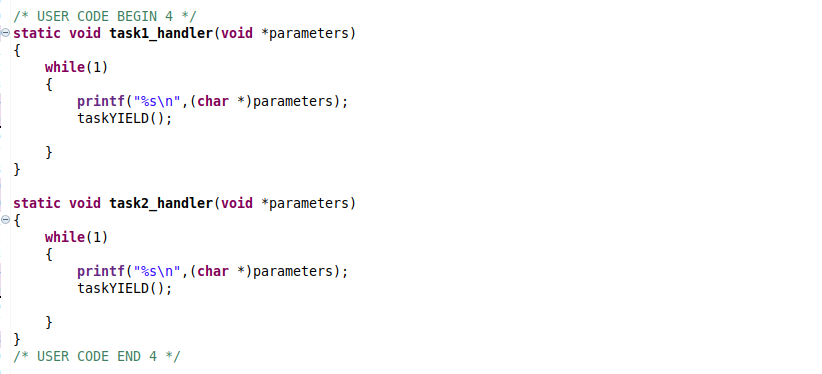 /* USER CODE BEGIN 4 */
static void task1_handler(void *parameters)
{
    while(1)
    {
        printf("%s\n",(char *)parameters);
        taskYIELD();

    }
}

static void task2_handler(void *parameters)
{
    while(1)
    {
        printf("%s\n",(char *)parameters);
        taskYIELD();

    }
}
/* USER CODE END 4 */